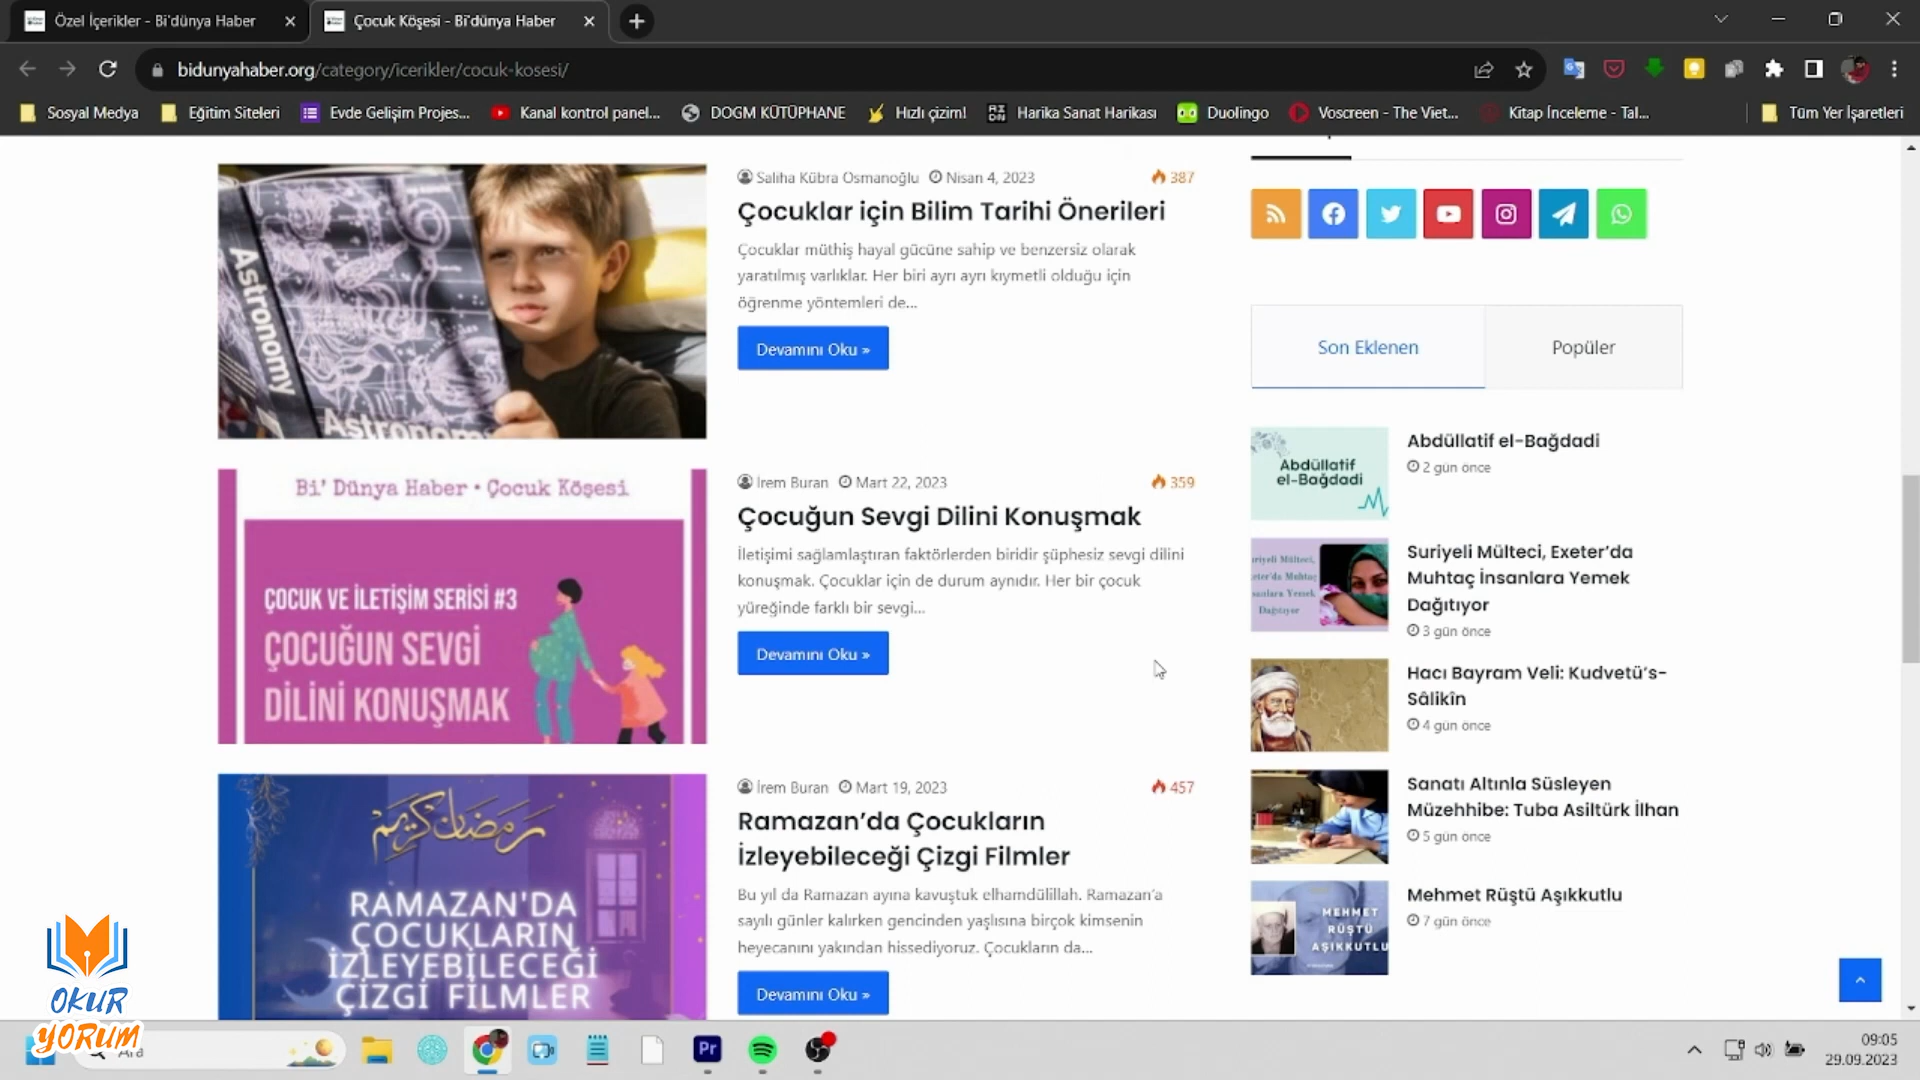 Özel İçerikler - Bi'dünya Haber
Çocuk Köşesi - Bi'dünya Haber
bidunyahaber.org/category/icerikler/cocuk-kosesi/
Sosyal Medya
Eğitim Siteleri
Evde Gelişim Projes...
Kanal kontrol panel...
DOGM KÜTÜPHANE
Hızlı çizim!
Harika Sanat Harikası
Duolingo
Voscreen - The Viet...
Kitap İnceleme - Tal...
Tüm Yer İşaretleri
Astronomy
Astronomy
Saliha Kübra Osmanoğlu Nisan 4, 2023 387
Çocuklar için Bilim Tarihi Önerileri
Çocuklar müthiş hayal gücüne sahip ve benzersiz olarak
yaratılmış varlıklar. Her biri ayrı ayrı kıymetli olduğu için
öğrenme yöntemleri de...
Devamını Oku »
Bi' Dünya Haber • Çocuk Köşesi
ÇOCUK VE İLETİŞİM SERİSİ #3
ÇOCUĞUN SEVGİ
DİLİNİ KONUŞMAK
İrem Buran Mart 22, 2023 359
Çocuğun Sevgi Dilini Konuşmak
İletişimi sağlamlaştıran faktörlerden biridir şüphesiz sevgi dilini
konuşmak. Çocuklar için de durum aynıdır. Her bir çocuk
yüreğinde farklı bir sevgi...
Devamını Oku »
رمضان كريم
RAMAZAN'DA
ÇOCUKLARIN
İZLEYEBİLECEĞİ
ÇİZGİ FİLMLER
İrem Buran Mart 19, 2023 457
Ramazan’da Çocukların
İzleyebileceği Çizgi Filmler
Bu yıl da Ramazan ayına kavuştuk elhamdülillah. Ramazan’a
sayılı günler kalırken gencinden yaşlısına birçok kimsenin
heyecanını yakından hissediyoruz. Çocukların da...
Devamını Oku »
Son Eklenen
Popüler
Abdüllatif
el-Bağdadi
Abdüllatif el-Bağdadi
2 gün önce
Suriyeli Mülteci, Exeter’da
Muhtaç İnsanlara Yemek
Dağıtıyor
3 gün önce
Hacı Bayram Veli: Kudvetü’s-
Sâlikîn
4 gün önce
Sanatı Altınla Süsleyen
Müzehhibe: Tuba Asiltürk İlhan
5 gün önce
MEHMET
RÜŞTÜ
AŞIKKUTLU
Mehmet Rüştü Aşıkkutlu
7 gün önce
OKUR
YORUM
Ara
Pr
09:05
29.09.2023